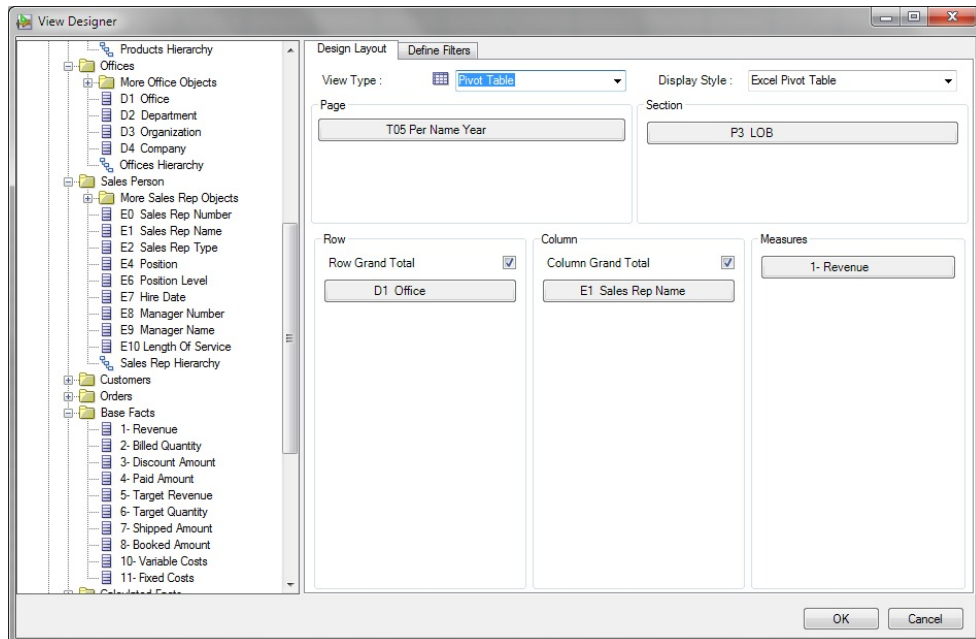 View Designer
Products Hierarchy
Offices
More Office Objects
D1 Office
D2 Department
D3 Organization
D4 Company
Offices Hierarchy
Sales Person
More Sales Rep Objects
E0 Sales Rep Number
E1 Sales Rep Name
E2 Sales Rep Type
E4 Position
E6 Position Level
E7 Hire Date
E8 Manager Number
E9 Manager Name
E10 Length Of Service
Sales Rep Hierarchy
Customers
Orders
Base Facts
1- Revenue
2- Billed Quantity
3- Discount Amount
4- Paid Amount
5- Target Revenue
6- Target Quantity
7- Shipped Amount
8- Booked Amount
10- Variable Costs
11- Fixed Costs
Calculated Facts
Design Layout Define Filters
View Type : Pivot Table Display Style : Excel Pivot Table
Page Section
T05 Per Name Year P3 LOB
Row Column Measures
Row Grand Total Column Grand Total 1- Revenue
D1 Office E1 Sales Rep Name
OK Cancel